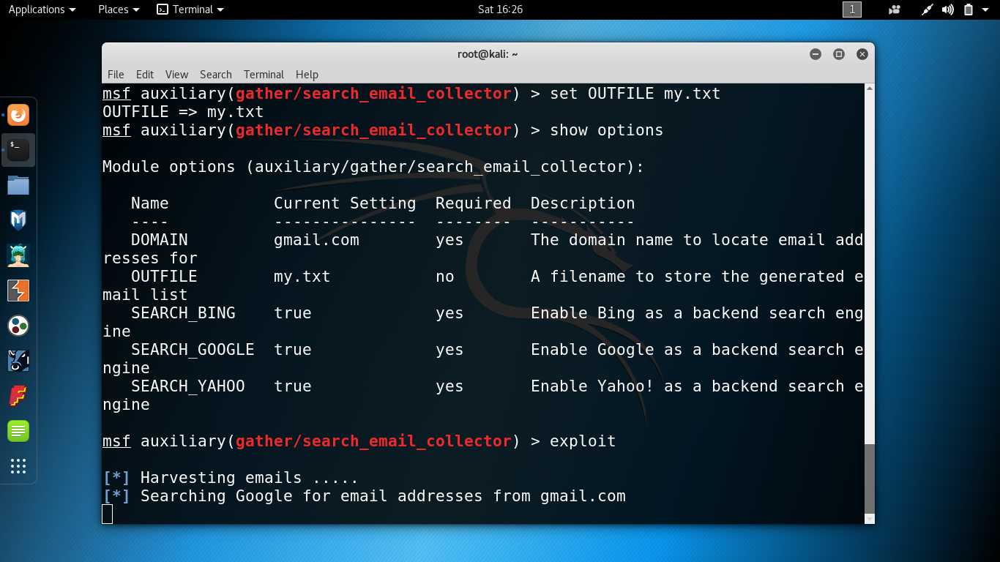 Applications Places Terminal Sat 16:26 1
root@kali: ~
File Edit View Search Terminal Help
msf auxiliary(gather/search_email_collector) > set OUTFILE my.txt
OUTFILE => my.txt
msf auxiliary(gather/search_email_collector) > show options
Module options (auxiliary/gather/search_email_collector):
Name Current Setting Required Description
---- --------------- -------- -----------
DOMAIN gmail.com yes The domain name to locate email add
resses for
OUTFILE my.txt no A filename to store the generated e
mail list
SEARCH_BING true yes Enable Bing as a backend search eng
ine
SEARCH_GOOGLE true yes Enable Google as a backend search e
ngine
SEARCH_YAHOO true yes Enable Yahoo! as a backend search e
ngine
msf auxiliary(gather/search_email_collector) > exploit
[*] Harvesting emails .....
[*] Searching Google for email addresses from gmail.com